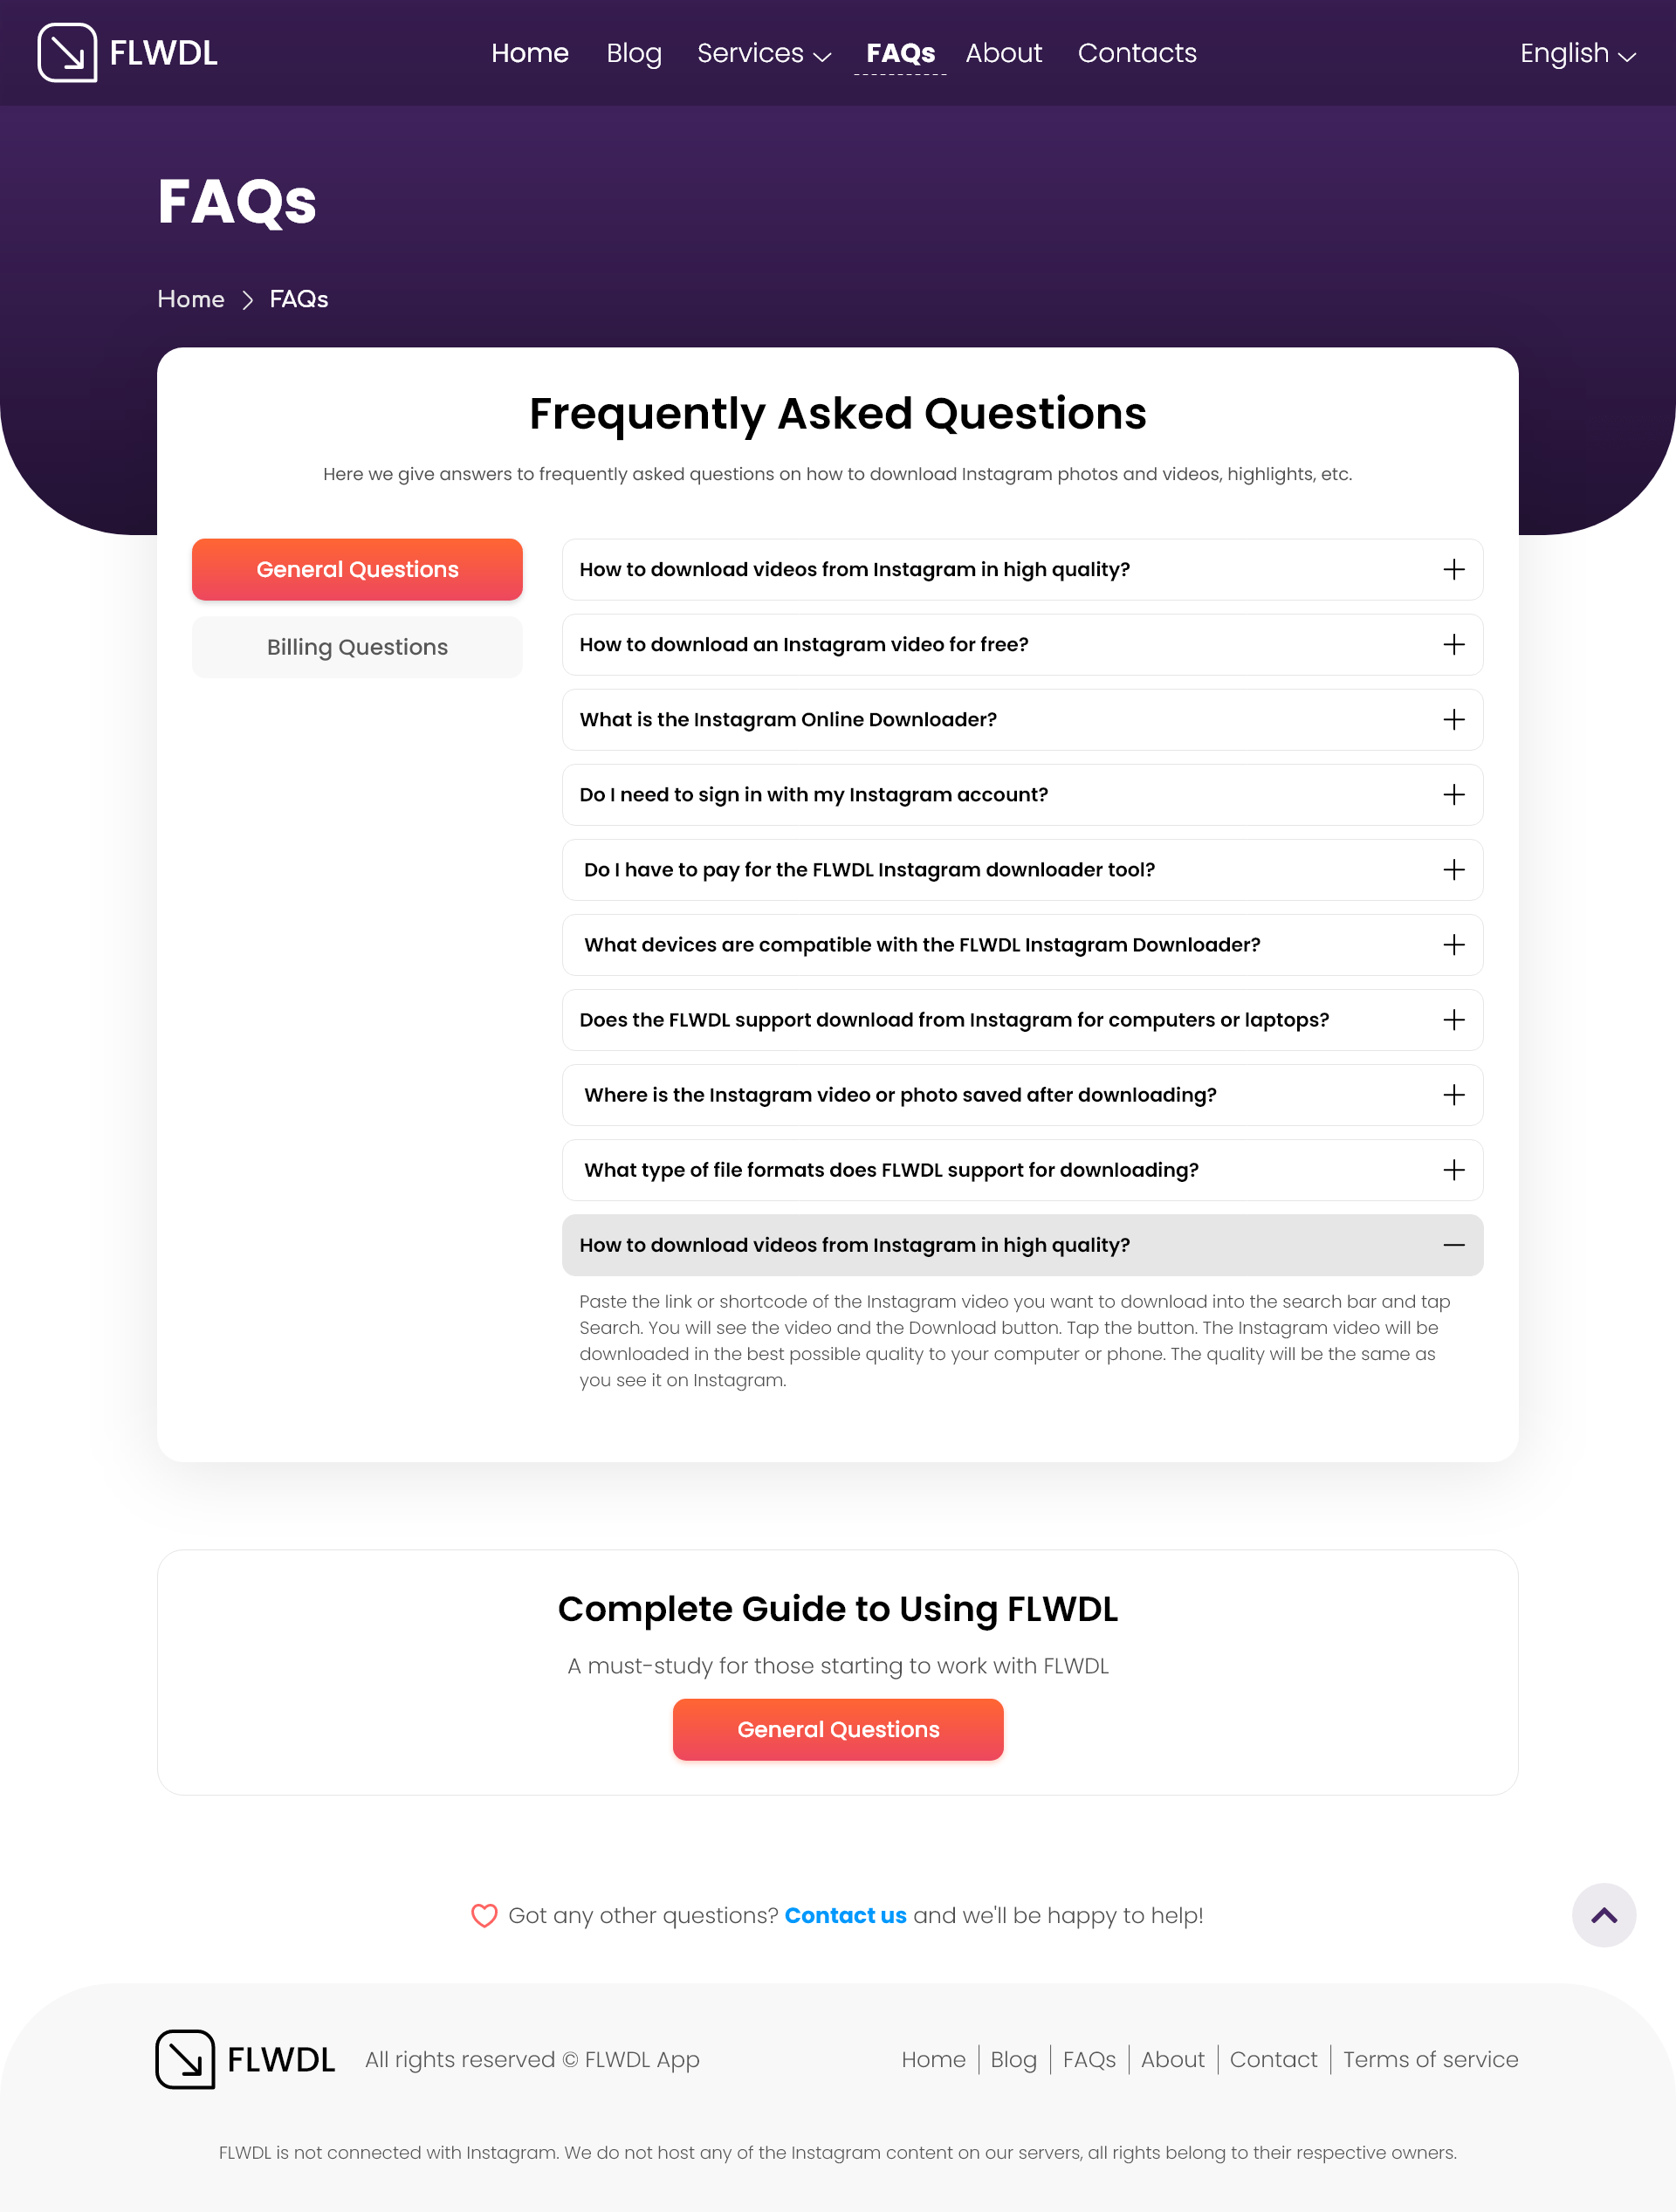 FLWDL
Home Blog Services FAQs About Contacts
English
FAQs
Home FAQs
Frequently Asked Questions
Here we give answers to frequently asked questions on how to download Instagram photos and videos, highlights, etc.
General Questions
Billing Questions
How to download videos from Instagram in high quality?
How to download an Instagram video for free?
What is the Instagram Online Downloader?
Do I need to sign in with my Instagram account?
Do I have to pay for the FLWDL Instagram downloader tool?
What devices are compatible with the FLWDL Instagram Downloader?
Does the FLWDL support download from Instagram for computers or laptops?
Where is the Instagram video or photo saved after downloading?
What type of file formats does FLWDL support for downloading?
How to download videos from Instagram in high quality?
Paste the link or shortcode of the Instagram video you want to download into the search bar and tap
Search. You will see the video and the Download button. Tap the button. The Instagram video will be
downloaded in the best possible quality to your computer or phone. The quality will be the same as
you see it on Instagram.
Complete Guide to Using FLWDL
A must-study for those starting to work with FLWDL
General Questions
Got any other questions? Contact us and we'll be happy to help!
FLWDL
All rights reserved © FLWDL App
Home Blog FAQs About Contact Terms of service
FLWDL is not connected with Instagram. We do not host any of the Instagram content on our servers, all rights belong to their respective owners.